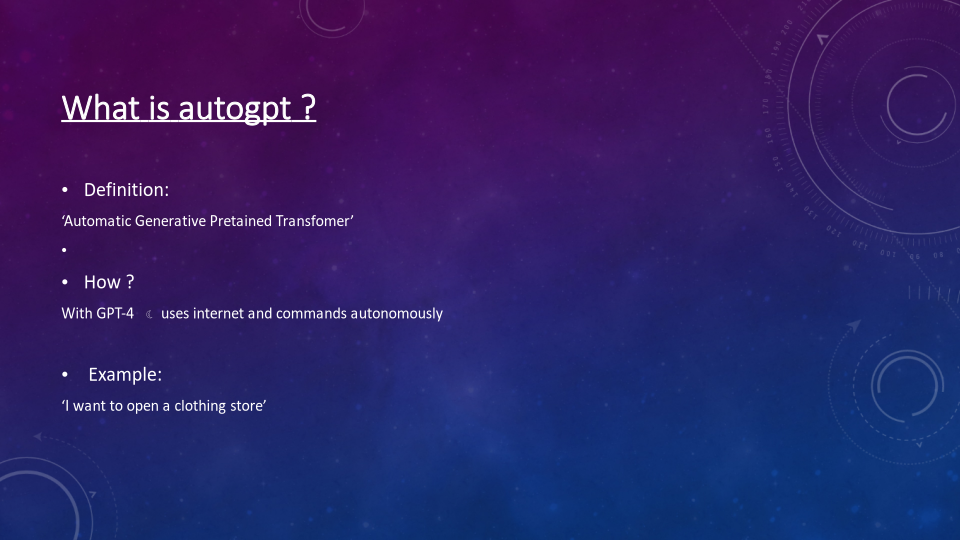 What is autogpt ?
• Definition:
‘Automatic Generative Pretained Transfomer’
•
• How ?
With GPT-4 ☾ uses internet and commands autonomously
• Example:
‘I want to open a clothing store’